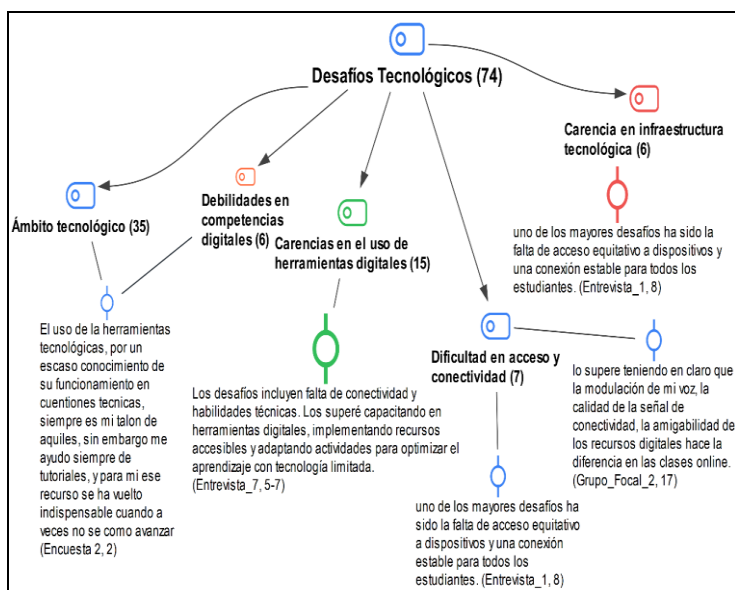 Desafíos Tecnológicos (74)
Carencia en infraestructura
tecnológica (6)
Ámbito tecnológico (35)
Debilidades en
competencias
digitales (6)
Carencias en el uso de
herramientas digitales (15)
uno de los mayores desafíos ha sido la
falta de acceso equitativo a dispositivos y
una conexión estable para todos los
estudiantes. (Entrevista_1, 8)
El uso de la herramientas
tecnológicas, por un
escaso conocimiento de
su funcionamiento en
cuentiones tecnicas,
siempre es mi talon de
aquiles, sin embargo me
ayudo siempre de
tutoriales, y para mi ese
recurso se ha vuelto
indispensable cuando a
veces no se como avanzar
(Encuesta 2, 2)
Los desafíos incluyen falta de conectividad y
habilidades técnicas. Los superé capacitando en
herramientas digitales, implementando recursos
accesibles y adaptando actividades para optimizar el
aprendizaje con tecnología limitada.
(Entrevista_7, 5-7)
Dificultad en acceso y
conectividad (7)
lo supere teniendo en claro que
la modulación de mi voz, la
calidad de la señal de
conectividad, la amigabilidad de
los recursos digitales hace la
diferencia en las clases online.
(Grupo_Focal_2, 17)
uno de los mayores desafíos ha
sido la falta de acceso equitativo
a dispositivos y una conexión
estable para todos los
estudiantes. (Entrevista_1, 8)